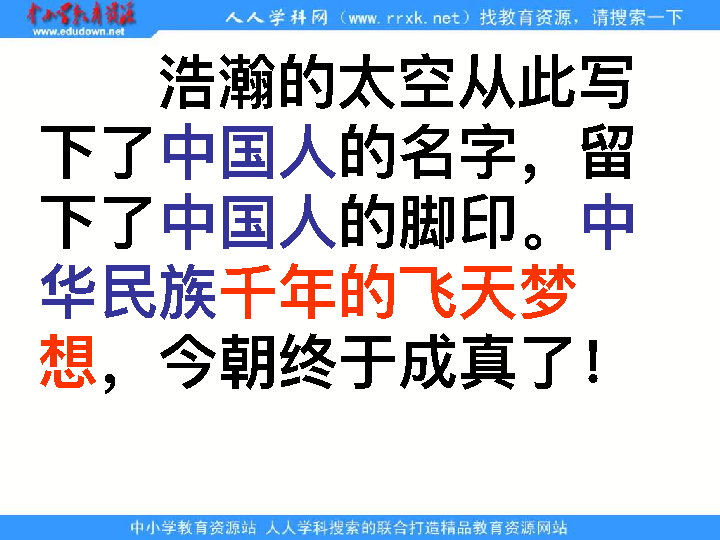 中小学教育资源
www.edudown.net
人人学科网（www.rrxk.net）找教育资源，请搜索一下
浩瀚的太空从此写
下了中国人的名字，留
下了中国人的脚印。中
华民族千年的飞天梦
想，今朝终于成真了！
中小学教育资源站 人人学科搜索的联合打造精品教育资源网站